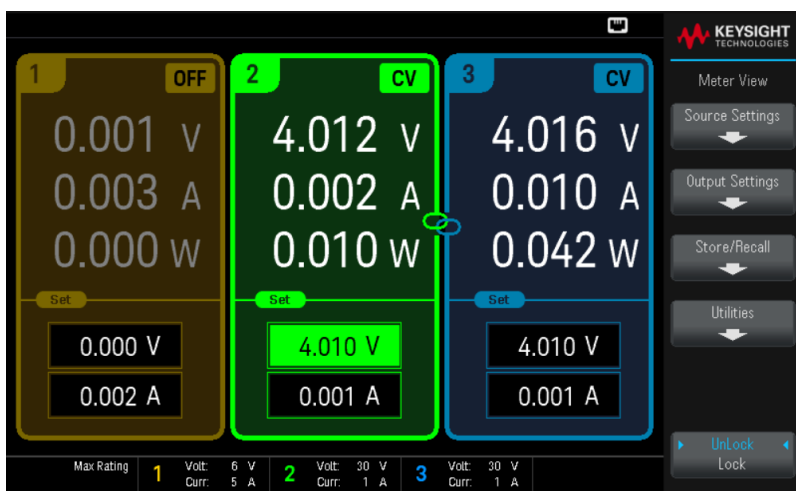 KEYSIGHT
TECHNOLOGIES
Meter View
1 OFF
0.001 V
0.003 A
0.000 W
Set
0.000 V
0.002 A
2 CV
4.012 V
0.002 A
0.010 W
Set
4.010 V
0.001 A
3 CV
4.016 V
0.010 A
0.042 W
Set
4.010 V
0.001 A
Source Settings
Output Settings
Store/Recall
Utilities
UnLock
Lock
Max Rating
1 Volt: 6 V
Curr: 5 A
2 Volt: 30 V
Curr: 1 A
3 Volt: 30 V
Curr: 1 A